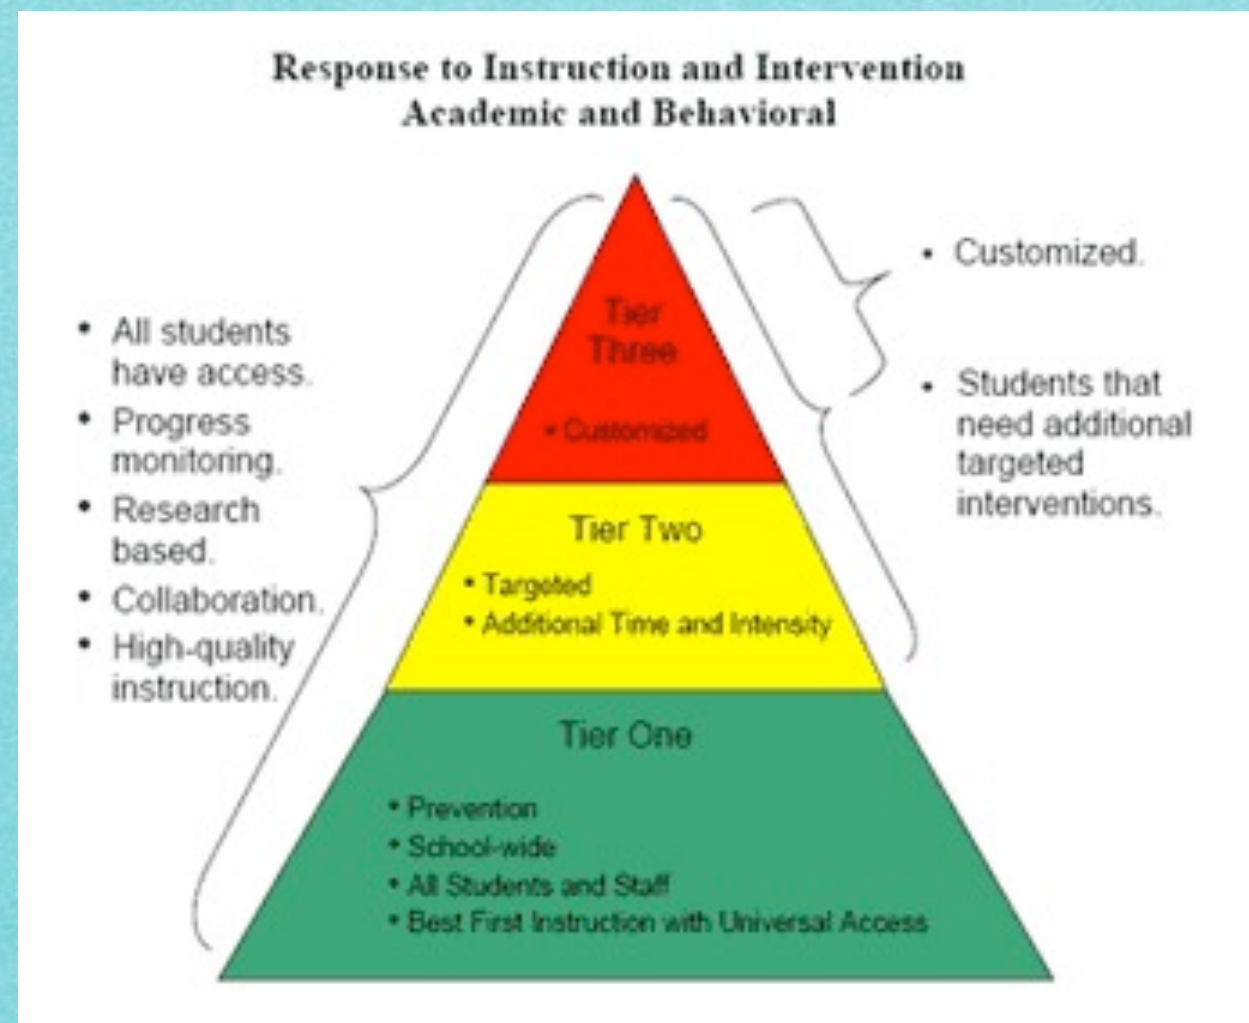 Response to Instruction and Intervention
Academic and Behavioral
• All students
have access.
• Progress
monitoring.
• Research
based.
• Collaboration.
• High-quality
instruction.
Tier
Three
• Customized
Tier Two
• Targeted
• Additional Time and Intensity
Tier One
• Prevention
• School-wide
• All Students and Staff
• Best First Instruction with Universal Access
• Customized.
• Students that
need additional
targeted
interventions.